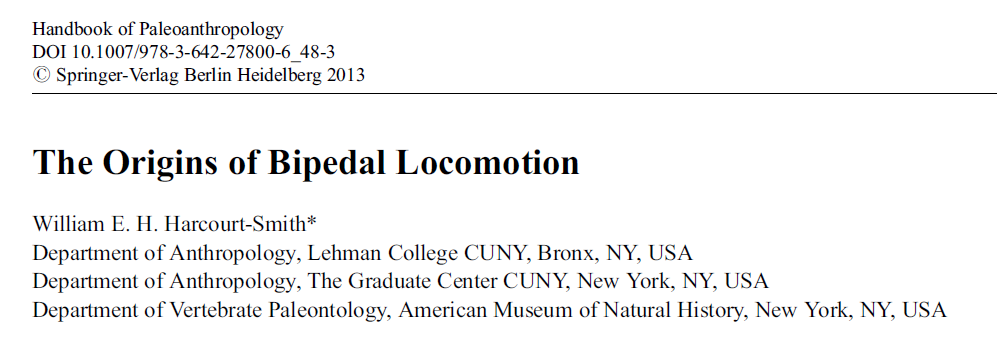 Handbook of Paleoanthropology
DOI 10.1007/978-3-642-27800-6_48-3
© Springer-Verlag Berlin Heidelberg 2013
The Origins of Bipedal Locomotion
William E. H. Harcourt-Smith*
Department of Anthropology, Lehman College CUNY, Bronx, NY, USA
Department of Anthropology, The Graduate Center CUNY, New York, NY, USA
Department of Vertebrate Paleontology, American Museum of Natural History, New York, NY, USA